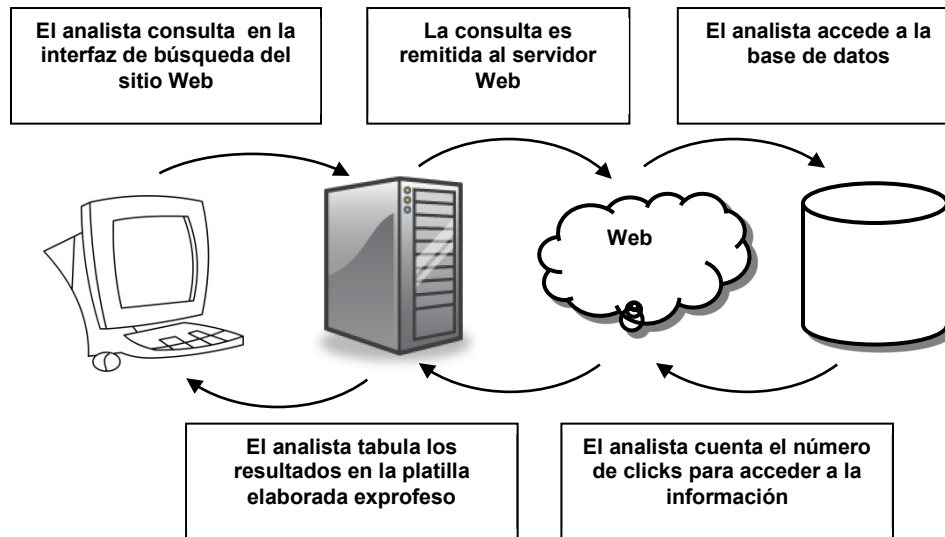 El analista consulta en la
interfaz de búsqueda del
sitio Web
La consulta es
remitida al servidor
Web
El analista accede a la
base de datos
Web
El analista tabula los
resultados en la platilla
elaborada exprofeso
El analista cuenta el número
de clicks para acceder a la
información